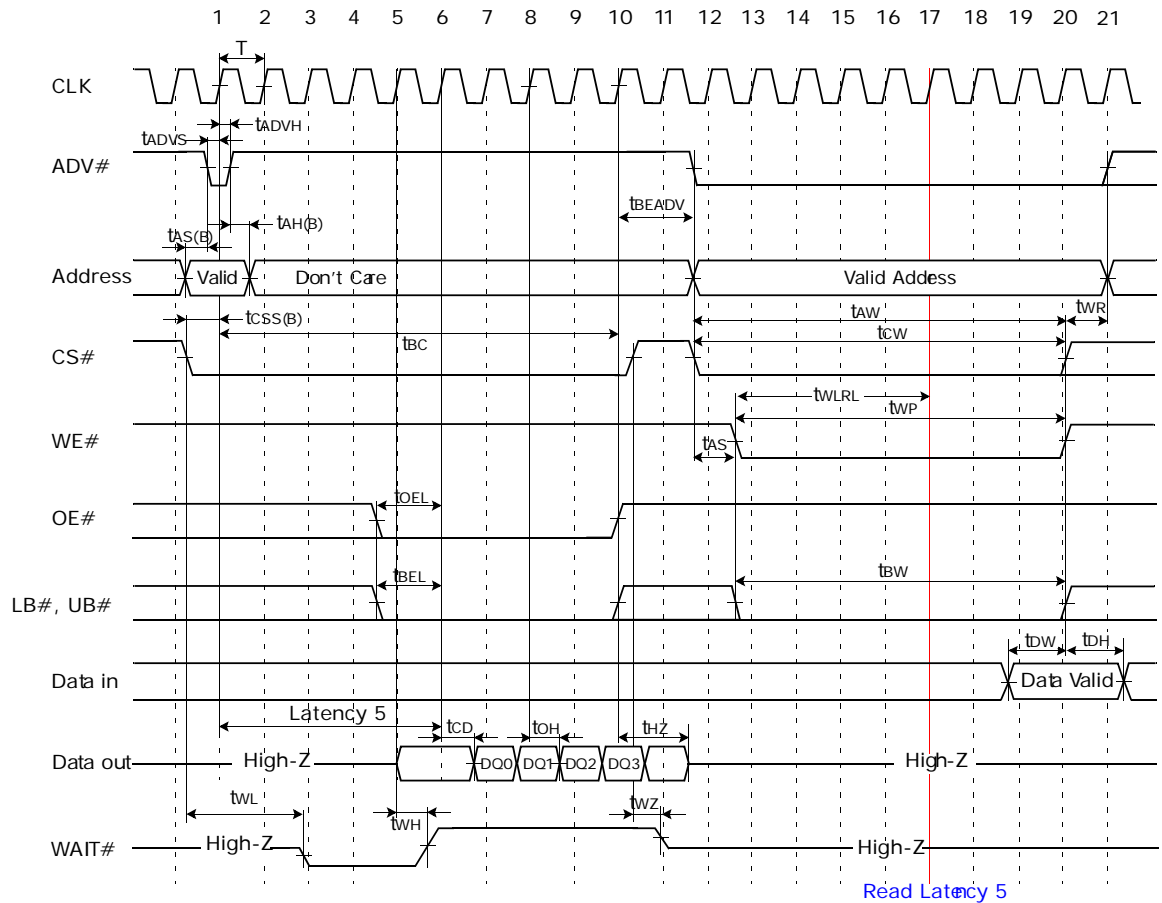 1 2 3 4 5 6 7 8 9 10 11 12 13 14 15 16 17 18 19 20 21
T
CLK
tADVH
tADVS
ADV#
tBEADV
tAH(B)
tAS(B)
Address Valid Don't Care Valid Address
tAW tWR
tCSS(B)
tBC tCW
CS#
tWLRL
tWP
WE# tAS
tOEL
OE#
tBEL tBW
LB#, UB#
tDW tDH
Data in Data Valid
Latency 5
tCD tOH tHZ
Data out High-Z DQ0 DQ1 DQ2 DQ3 High-Z
tWL tWZ
tWH
WAIT# High-Z High-Z
Read Latency 5